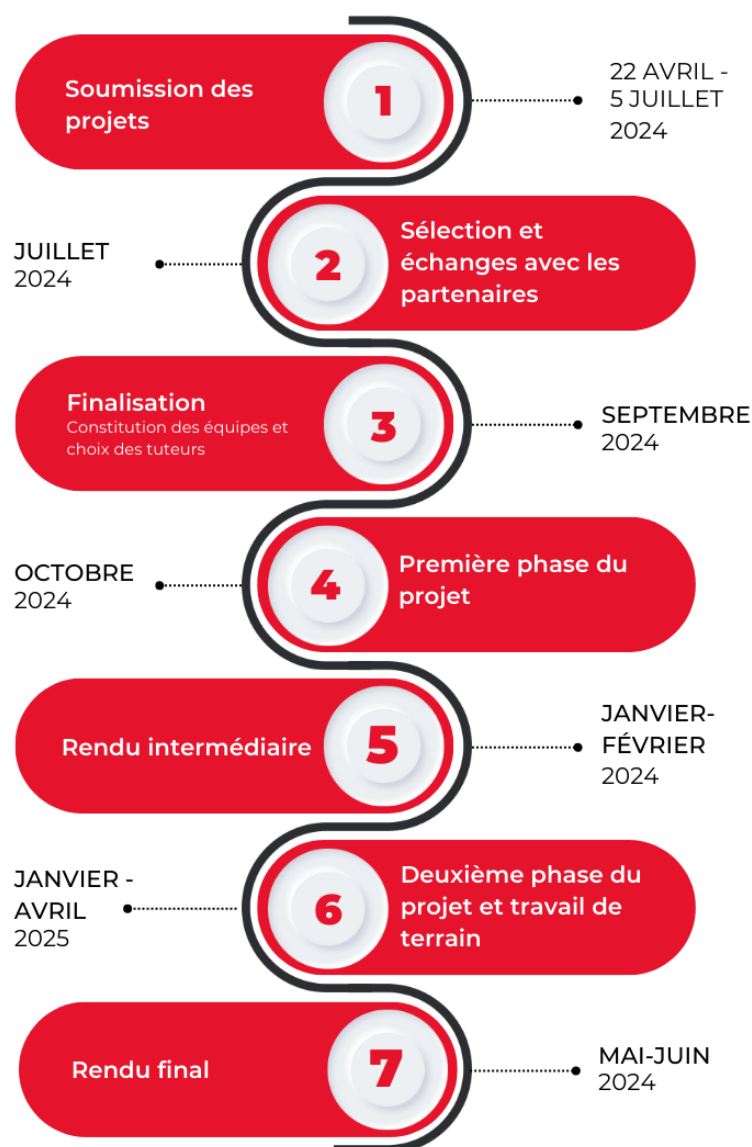 Soumission des
projets
1
22 AVRIL -
5 JUILLET
2024
JUILLET
2024
2
Sélection et
échanges avec les
partenaires
Finalisation
Constitution des équipes et
choix des tuteurs
3
SEPTEMBRE
2024
OCTOBRE
2024
4
Première phase du
projet
Rendu intermédiaire
5
JANVIER-
FÉVRIER
2024
JANVIER -
AVRIL
2025
6
Deuxième phase du
projet et travail de
terrain
Rendu final
7
MAI-JUIN
2024